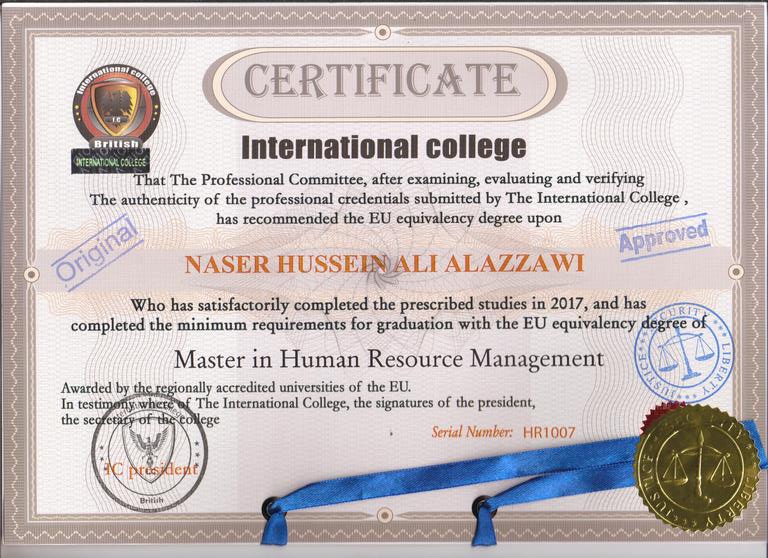 International college
I.C
British
INTERNATIONAL COLLEGE
CERTIFICATE
International college
That The Professional Committee, after examining, evaluating and verifying
The authenticity of the professional credentials submitted by The International College ,
has recommended the EU equivalency degree upon
Original
Approved
NASER HUSSEIN ALI ALAZZAWI
Who has satisfactorily completed the prescribed studies in 2017, and has
completed the minimum requirements for graduation with the EU equivalency degree of
Master in Human Resource Management
SECURITY
LIBERTY
JUSTICE
Awarded by the regionally accredited universities of the EU.
In testimony where of The International College, the signatures of the president,
the secretary of the college
Serial Number: HR1007
IC president
British
JUSTICE